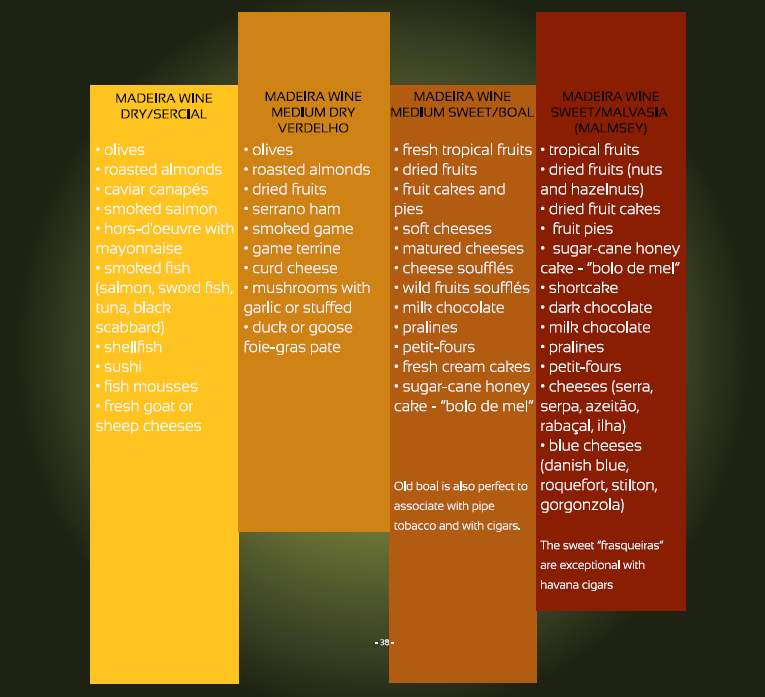 MADEIRA WINE
DRY/SERCIAL
• olives
• roasted almonds
• caviar canapés
• smoked salmon
• hors-d'oeuvre with
mayonnaise
• smoked fish
(salmon, sword fish,
tuna, black
scabbard)
• shellfish
• sushi
• fish mousses
• fresh goat or
sheep cheeses
MADEIRA WINE
MEDIUM DRY
VERDELHO
• olives
• roasted almonds
• dried fruits
• serrano ham
• smoked game
• game terrine
• curd cheese
• mushrooms with
garlic or stuffed
• duck or goose
foie-gras pate
MADEIRA WINE
MEDIUM SWEET/BOAL
• fresh tropical fruits
• dried fruits
• fruit cakes and
pies
• soft cheeses
• matured cheeses
• cheese soufflés
• wild fruits soufflés
• milk chocolate
• pralines
• petit-fours
• fresh cream cakes
• sugar-cane honey
cake - "bolo de mel"
Old boal is also perfect to
associate with pipe
tobacco and with cigars.
MADEIRA WINE
SWEET/MALVASIA
(MALMSEY)
• tropical fruits
• dried fruits (nuts
and hazelnuts)
• dried fruit cakes
• fruit pies
• sugar-cane honey
cake - "bolo de mel"
• shortcake
• dark chocolate
• milk chocolate
• pralines
• petit-fours
• cheeses (serra,
serpa, azeitão,
rabaçal, ilha)
• blue cheeses
(danish blue,
roquefort, stilton,
gorgonzola)
The sweet "frasqueiras"
are exceptional with
havana cigars
- 38 -